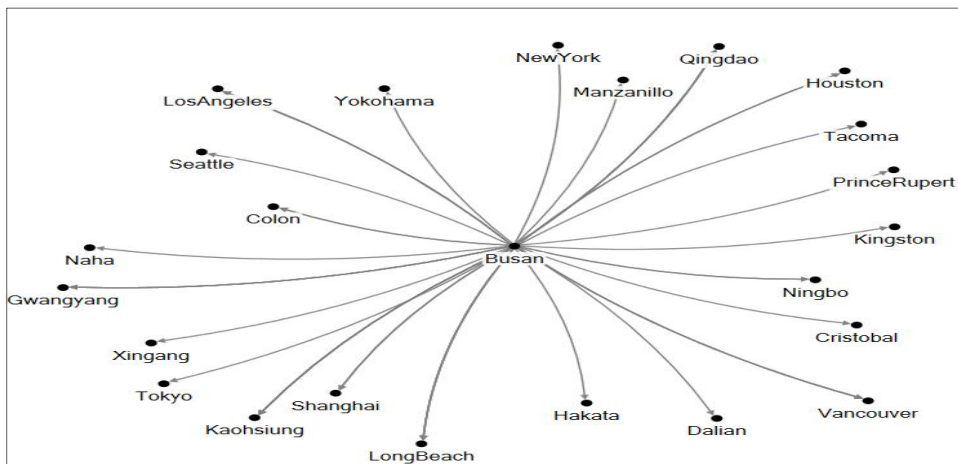 NewYork
Qingdao
Houston
Manzanillo
LosAngeles
Yokohama
Tacoma
Seattle
PrinceRupert
Colon
Kingston
Naha
Busan
Ningbo
Gwangyang
Cristobal
Xingang
Tokyo
Shanghai
Hakata
Vancouver
Kaohsiung
Dalian
LongBeach